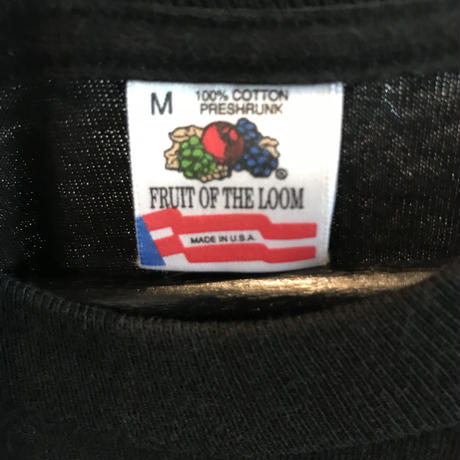 M 100% COTTON
PRESHRUNK
®
FRUIT OF THE LOOM
MADE IN U.S.A.